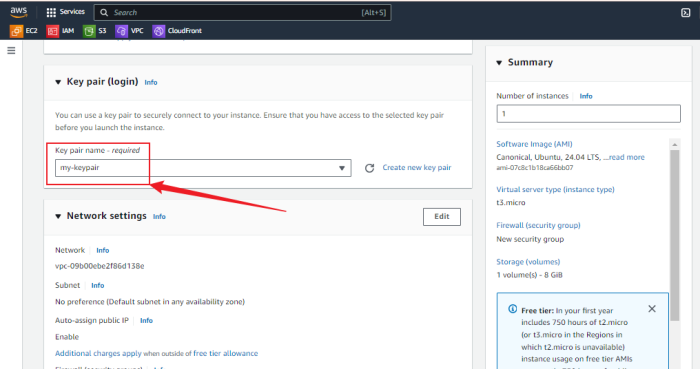 aws
Services
Search
[Alt+S]
EC2
IAM
S3
VPC
CloudFront
Key pair (login) Info
You can use a key pair to securely connect to your instance. Ensure that you have access to the selected key pair
before you launch the instance.
Key pair name - required
my-keypair
Create new key pair
Network settings Info
Edit
Network Info
vpc-09b00ebe2f86d138e
Subnet Info
No preference (Default subnet in any availability zone)
Auto-assign public IP Info
Enable
Additional charges apply when outside of free tier allowance
Summary
Number of instances Info
1
Software Image (AMI)
Canonical, Ubuntu, 24.04 LTS, ...read more
ami-07c8c1b18ca66bb07
Virtual server type (instance type)
t3.micro
Firewall (security group)
New security group
Storage (volumes)
1 volume(s) - 8 GiB
Free tier: In your first year
includes 750 hours of t2.micro
(or t3.micro in the Regions in
which t2.micro is unavailable)
instance usage on free tier AMIs